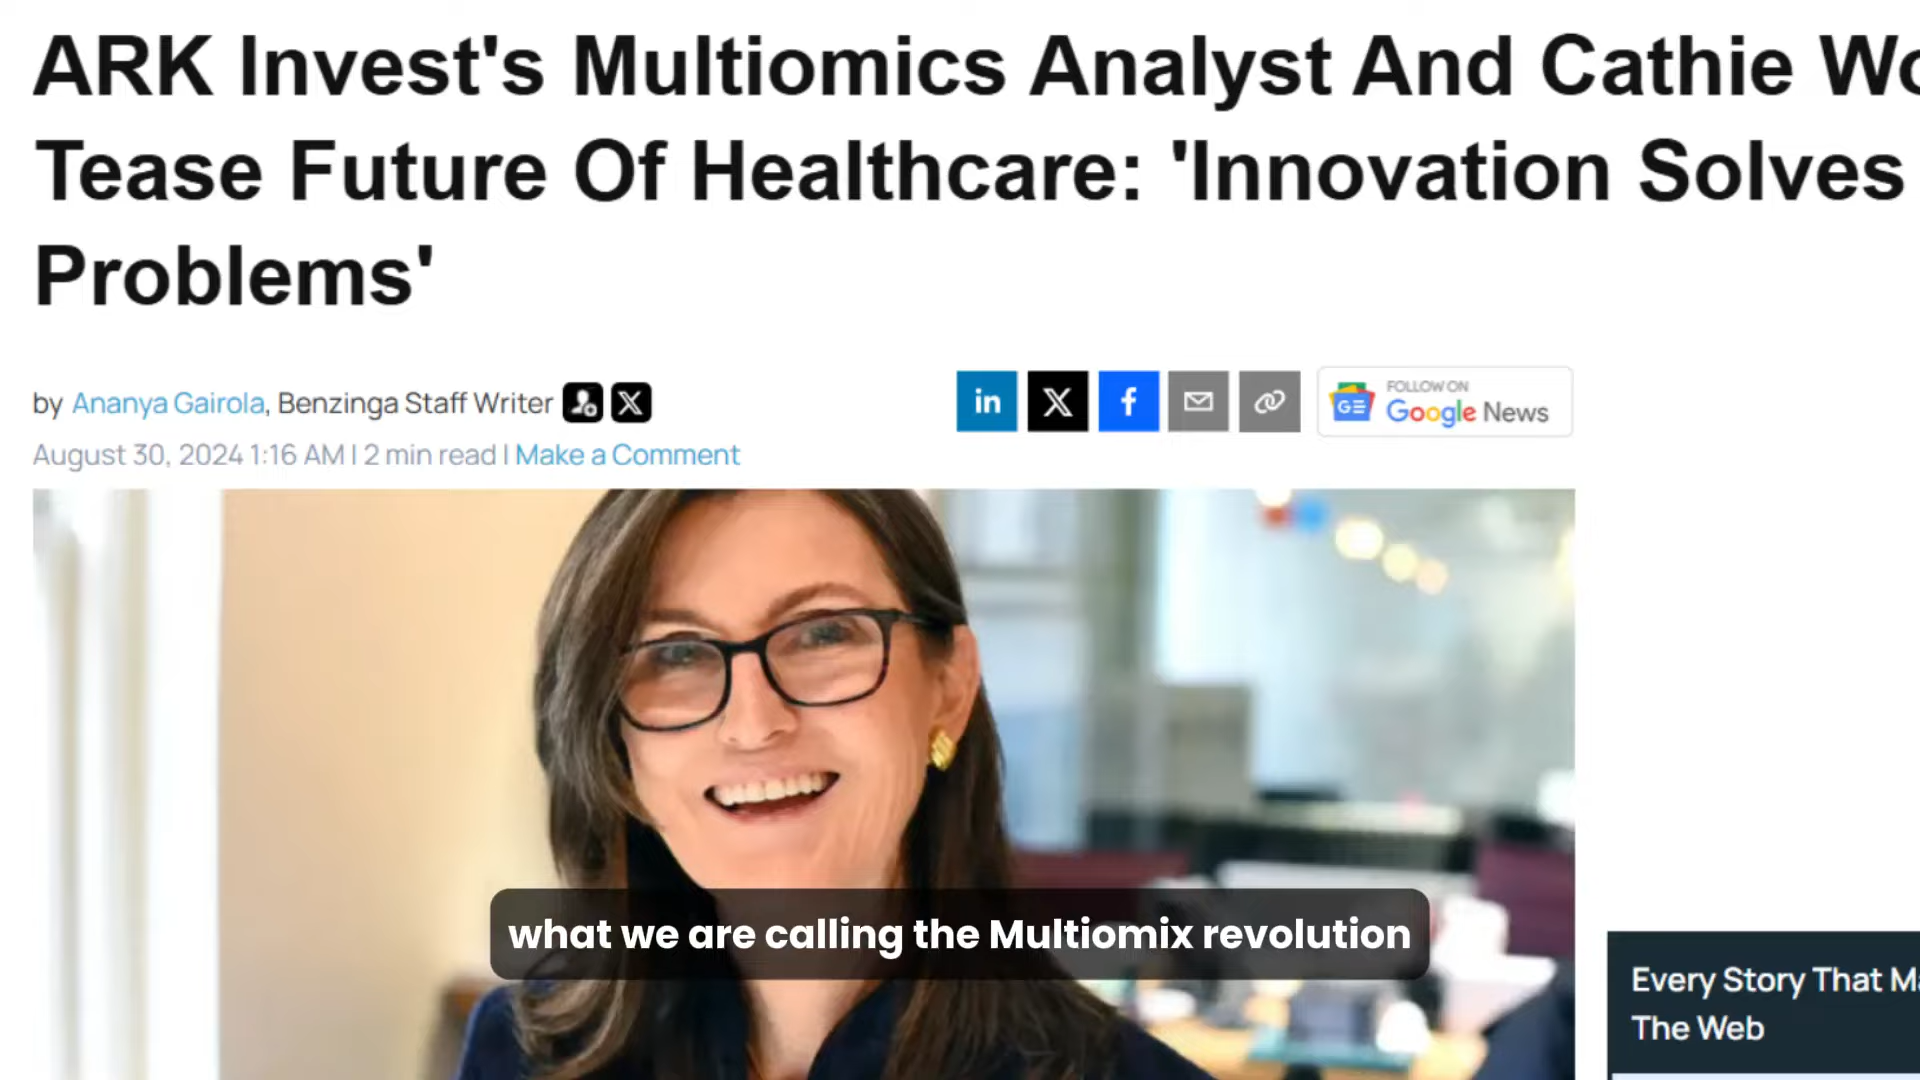 ARK Invest's Multiomics Analyst And Cathie Wo
Tease Future Of Healthcare: 'Innovation Solves
Problems'
by Ananya Gairola, Benzinga Staff Writer
FOLLOW ON
Google News
August 30, 2024 1:16 AM | 2 min read | Make a Comment
what we are calling the Multiomix revolution
Every Story That Ma
The Web